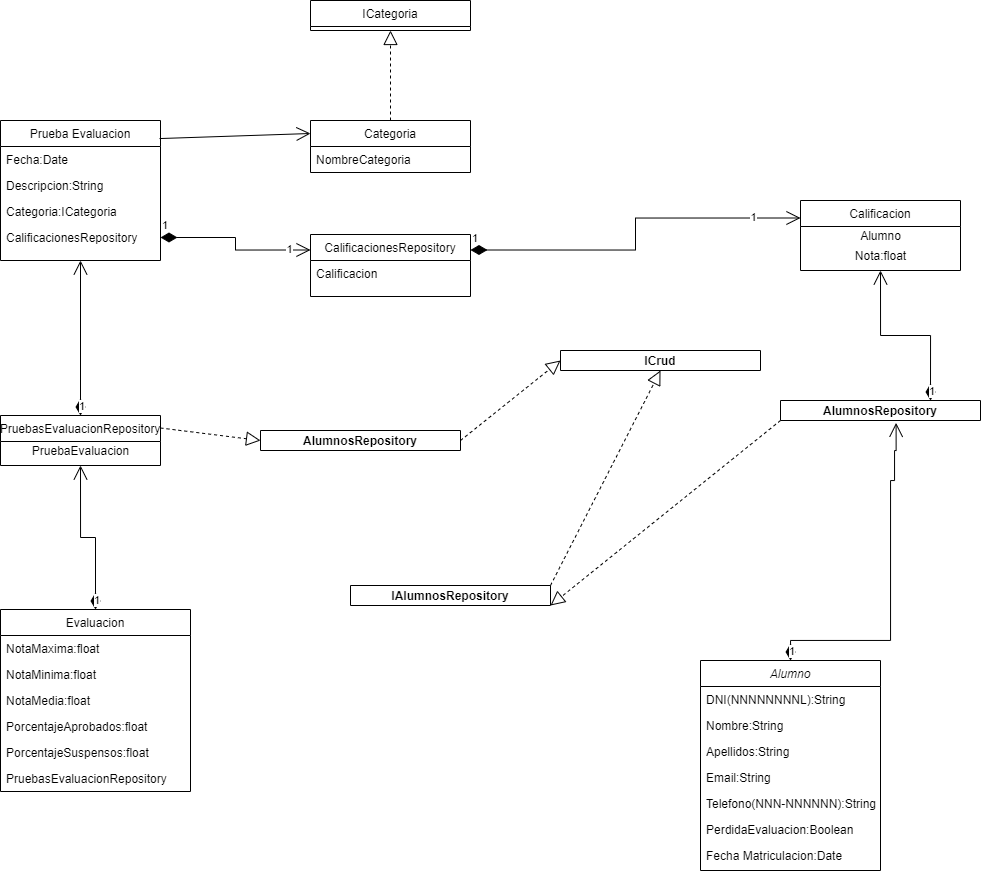 ICategoria
Prueba Evaluacion
Fecha:Date
Descripcion:String
Categoria:ICategoria
CalificacionesRepository
Categoria
NombreCategoria
1
1
CalificacionesRepository
Calificacion
1
1
Calificacion
Alumno
Nota:float
ICrud
1
AlumnosRepository
1
PruebasEvaluacionRepository
PruebaEvaluacion
AlumnosRepository
IAlumnosRepository
1
Evaluacion
NotaMaxima:float
NotaMinima:float
NotaMedia:float
PorcentajeAprobados:float
PorcentajeSuspensos:float
PruebasEvaluacionRepository
1
Alumno
DNI(NNNNNNNNL):String
Nombre:String
Apellidos:String
Email:String
Telefono(NNN-NNNNNN):String
PerdidaEvaluacion:Boolean
Fecha Matriculacion:Date